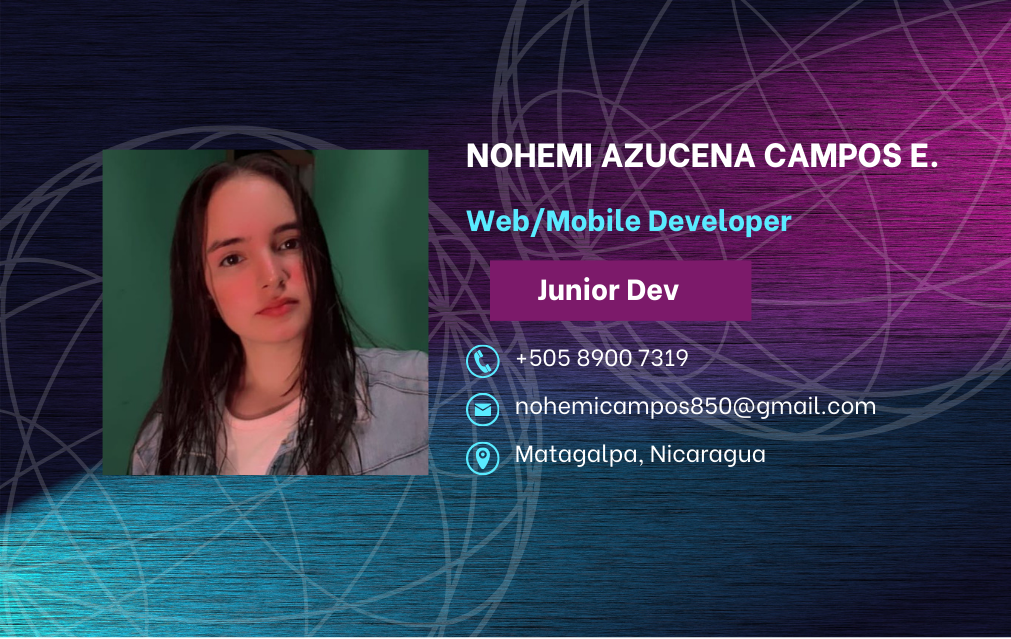 NOHEMI AZUCENA CAMPOS E.
Web/Mobile Developer
Junior Dev
+505 8900 7319
nohemicampos850@gmail.com
Matagalpa, Nicaragua